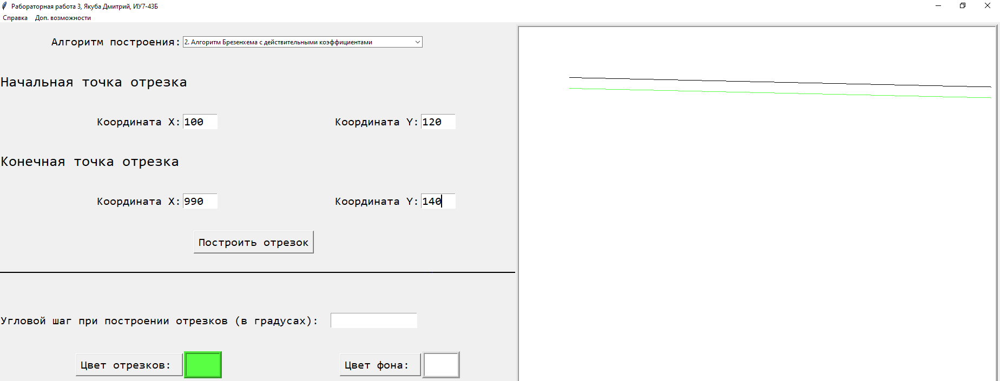 Рабораторная работа 3, Якуба Дмитрий, ИУ7-43Б
Справка Доп. возможности
Алгоритм построения: 2. Алгоритм Брезенхема с действительными коэффициентами
Начальная точка отрезка
Координата X: 100 Координата Y: 120
Конечная точка отрезка
Координата X: 990 Координата Y: 140
Построить отрезок
Угловой шаг при построении отрезков (в градусах):
Цвет отрезков: Цвет фона: